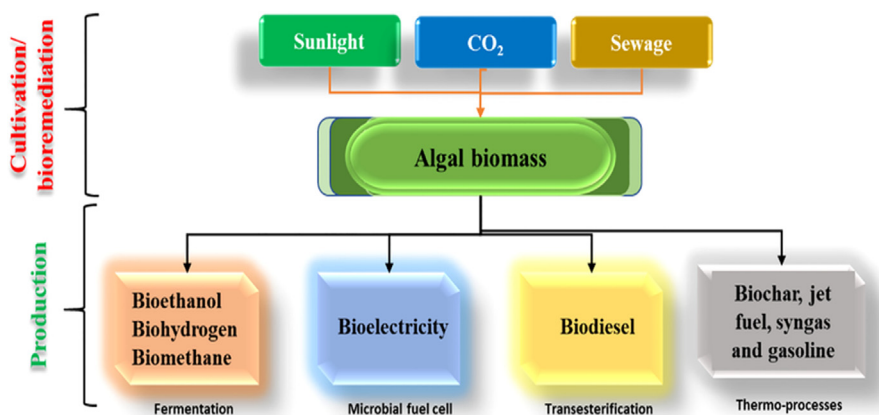 Cultivation/
bioremediation
Sunlight
CO₂
Sewage
Algal biomass
Production
Bioethanol
Biohydrogen
Biomethane
Bioelectricity
Biodiesel
Biochar, jet
fuel, syngas
and gasoline
Fermentation
Microbial fuel cell
Transesterification
Thermo-processes